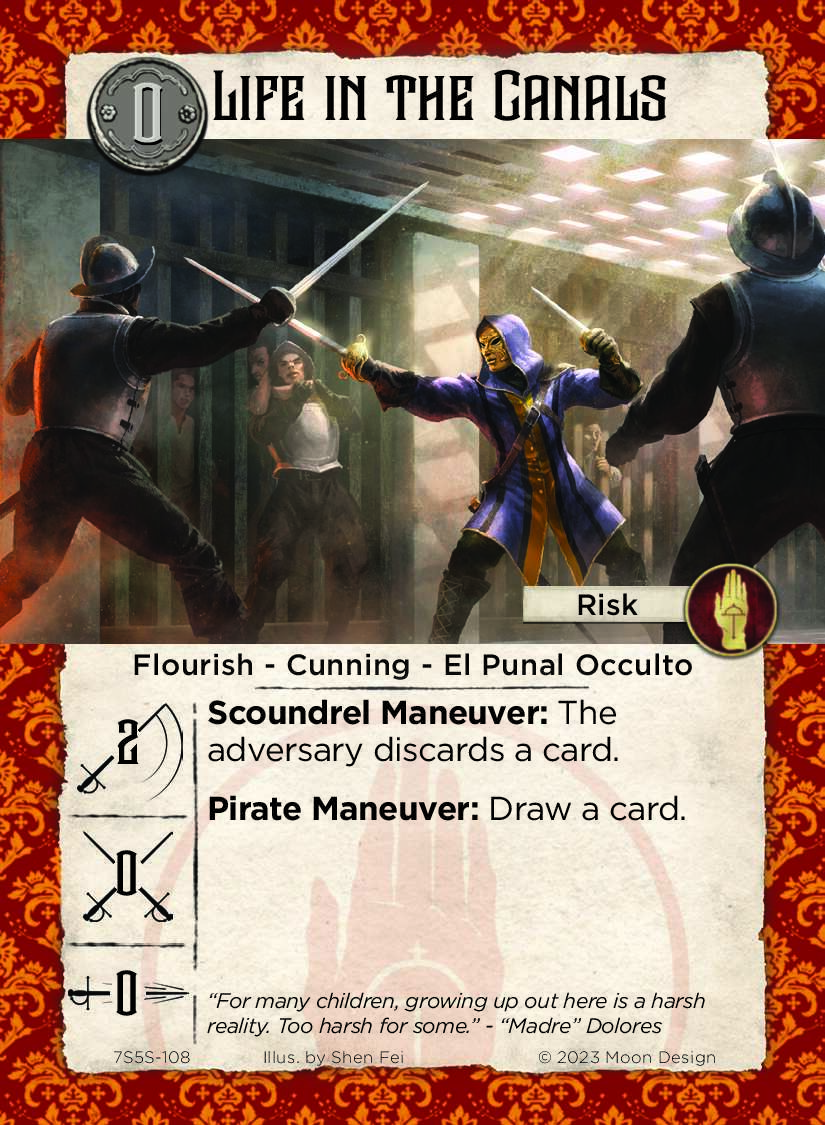 0
LIFE IN THE CANALS
Risk
Flourish - Cunning - El Punal Occulto
2
Scoundrel Maneuver: The
adversary discards a card.
Pirate Maneuver: Draw a card.
0
0
“For many children, growing up out here is a harsh
reality. Too harsh for some.” - “Madre” Dolores
7S5S-108 Illus. by Shen Fei © 2023 Moon Design